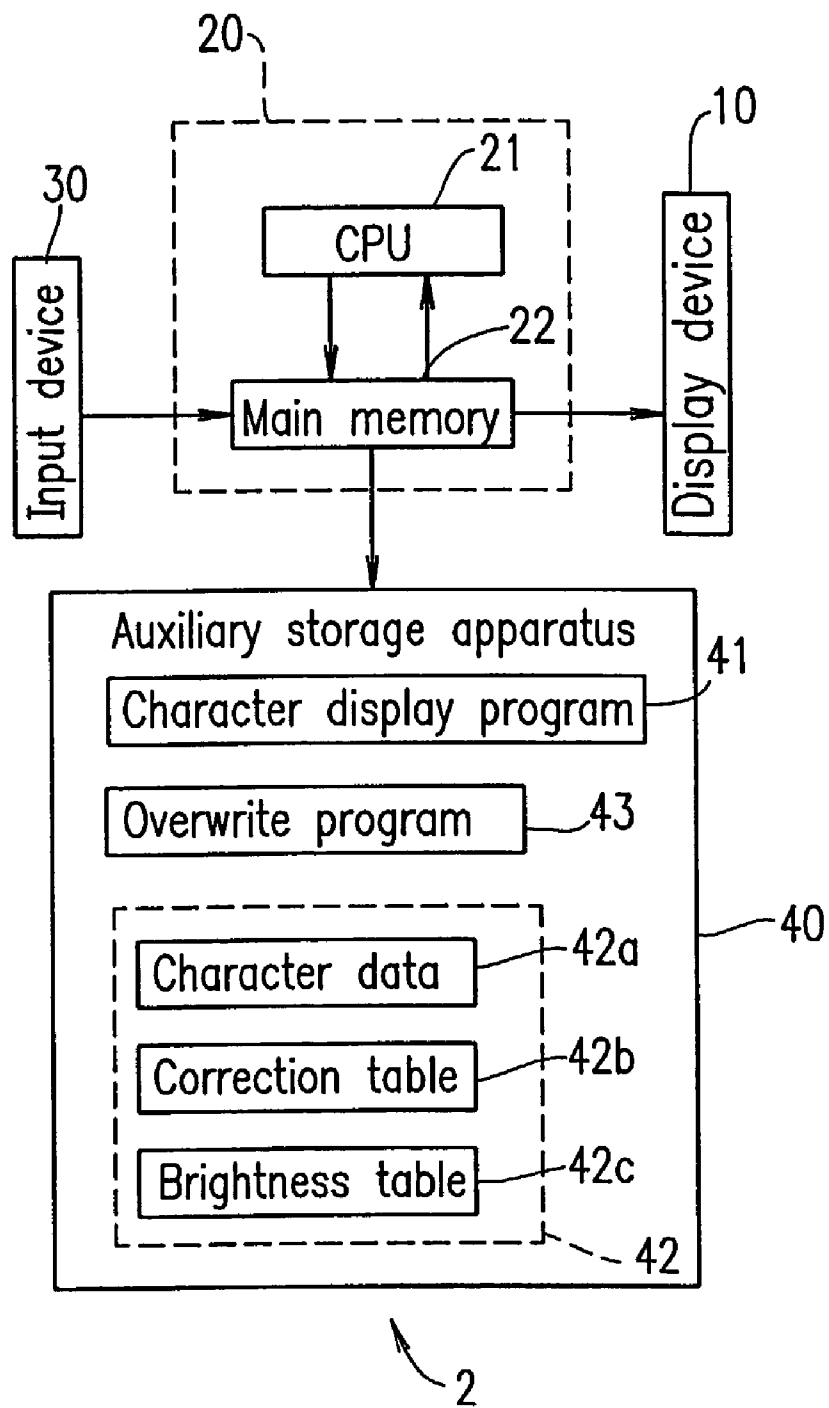 20
10
21
30
CPU
22
Input device
Main memory
Display device
Auxiliary storage apparatus
41
Character display program
Overwrite program
43
40
Character data
42a
Correction table
42b
Brightness table
42c
42
2